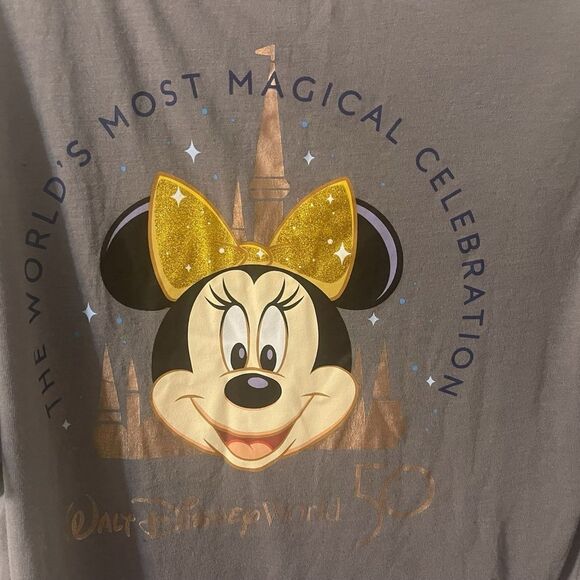 THE WORLD'S MOST MAGICAL CELEBRATION
Walt Disney World 50